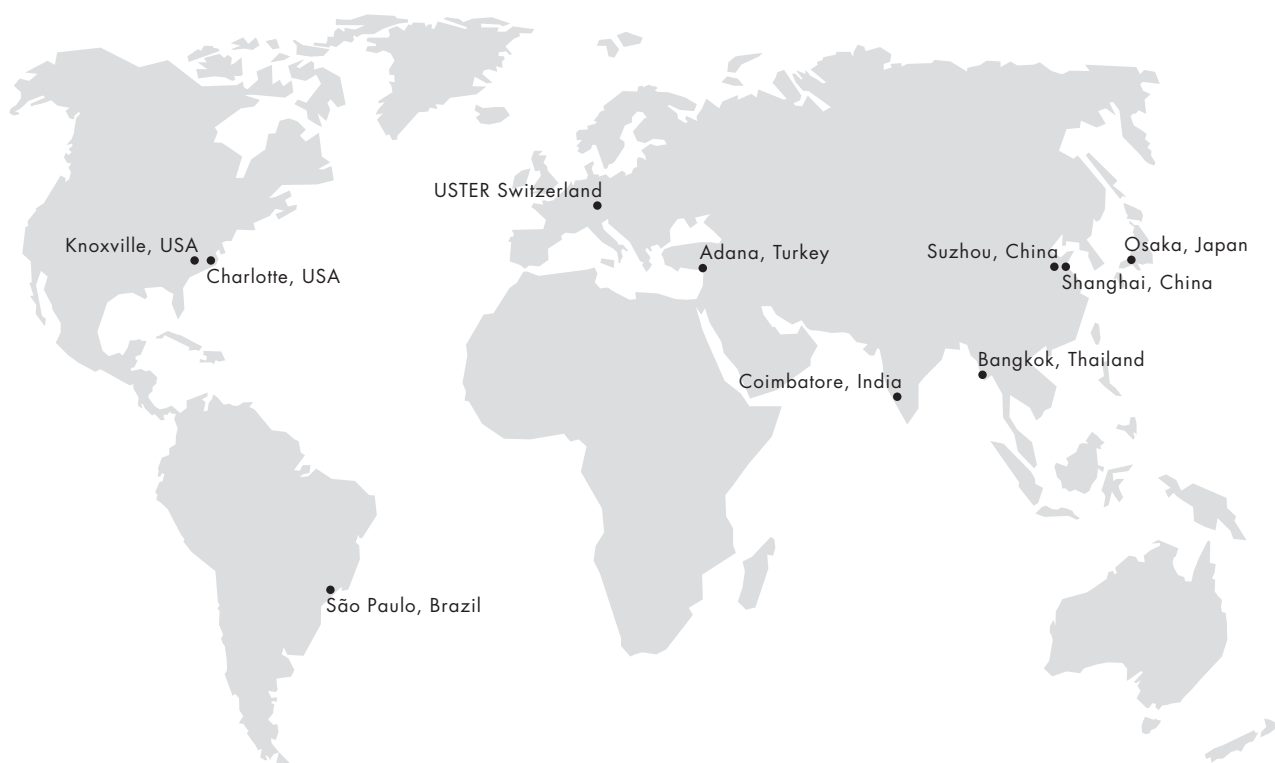 USTER Switzerland
Knoxville, USA
Charlotte, USA
Adana, Turkey
Suzhou, China
Osaka, Japan
Shanghai, China
Bangkok, Thailand
Coimbatore, India
São Paulo, Brazil